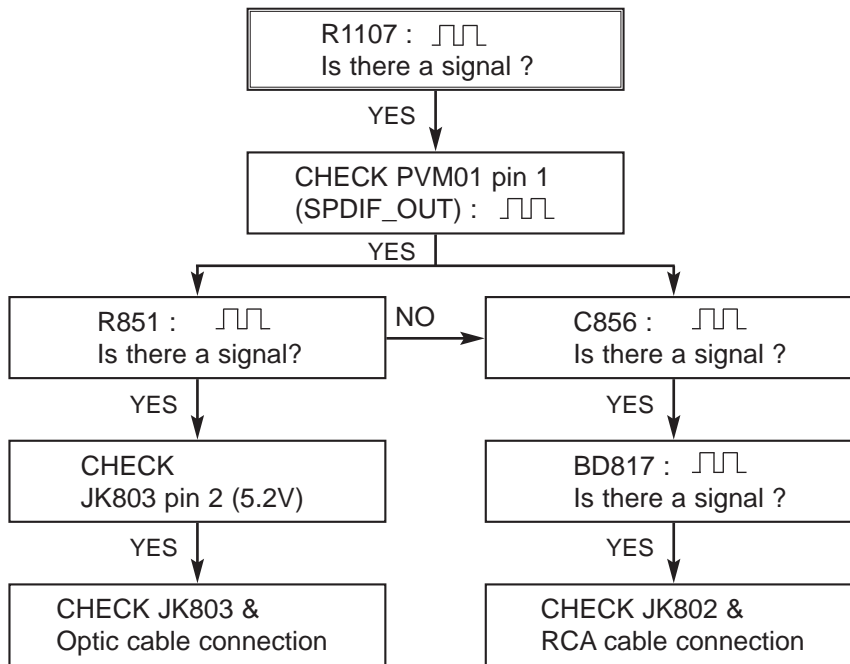 R1107 :
Is there a signal ?
YES
CHECK PVM01 pin 1
(SPDIF_OUT) :
YES
R851 :
Is there a signal?
NO
C856 :
Is there a signal ?
YES
YES
CHECK
JK803 pin 2 (5.2V)
BD817 :
Is there a signal ?
YES
YES
CHECK JK803 &
Optic cable connection
CHECK JK802 &
RCA cable connection